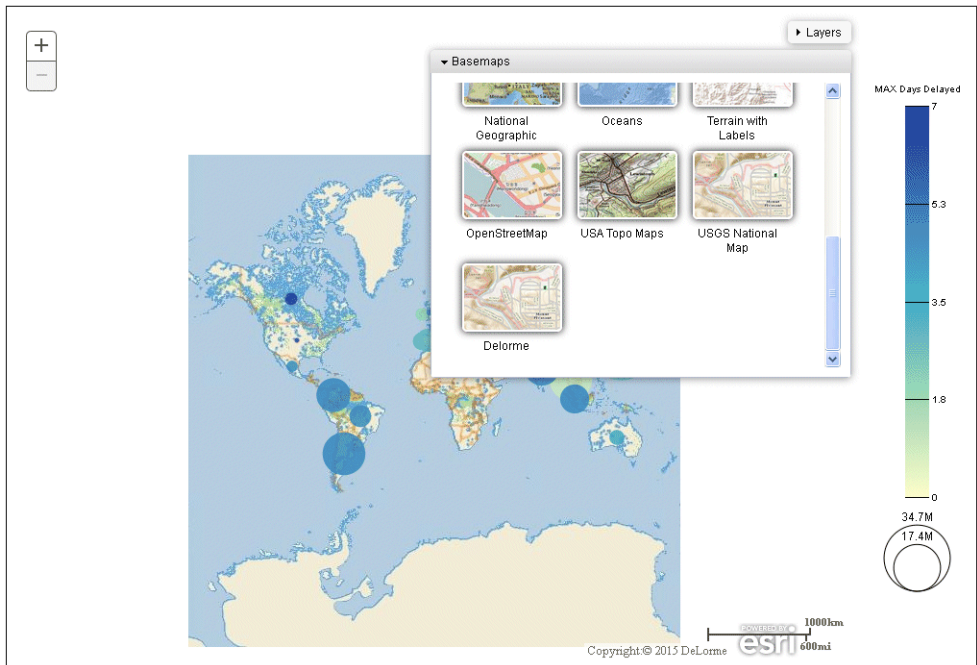 +
−
Layers
Basemaps
National
Geographic
Oceans
Terrain with
Labels
OpenStreetMap
USA Topo Maps
USGS National
Map
Delorme
MAX Days Delayed
7
5.3
3.5
1.8
0
34.7M
17.4M
1000km
600mi
POWERED BY
esri
Copyright:© 2015 DeLorme